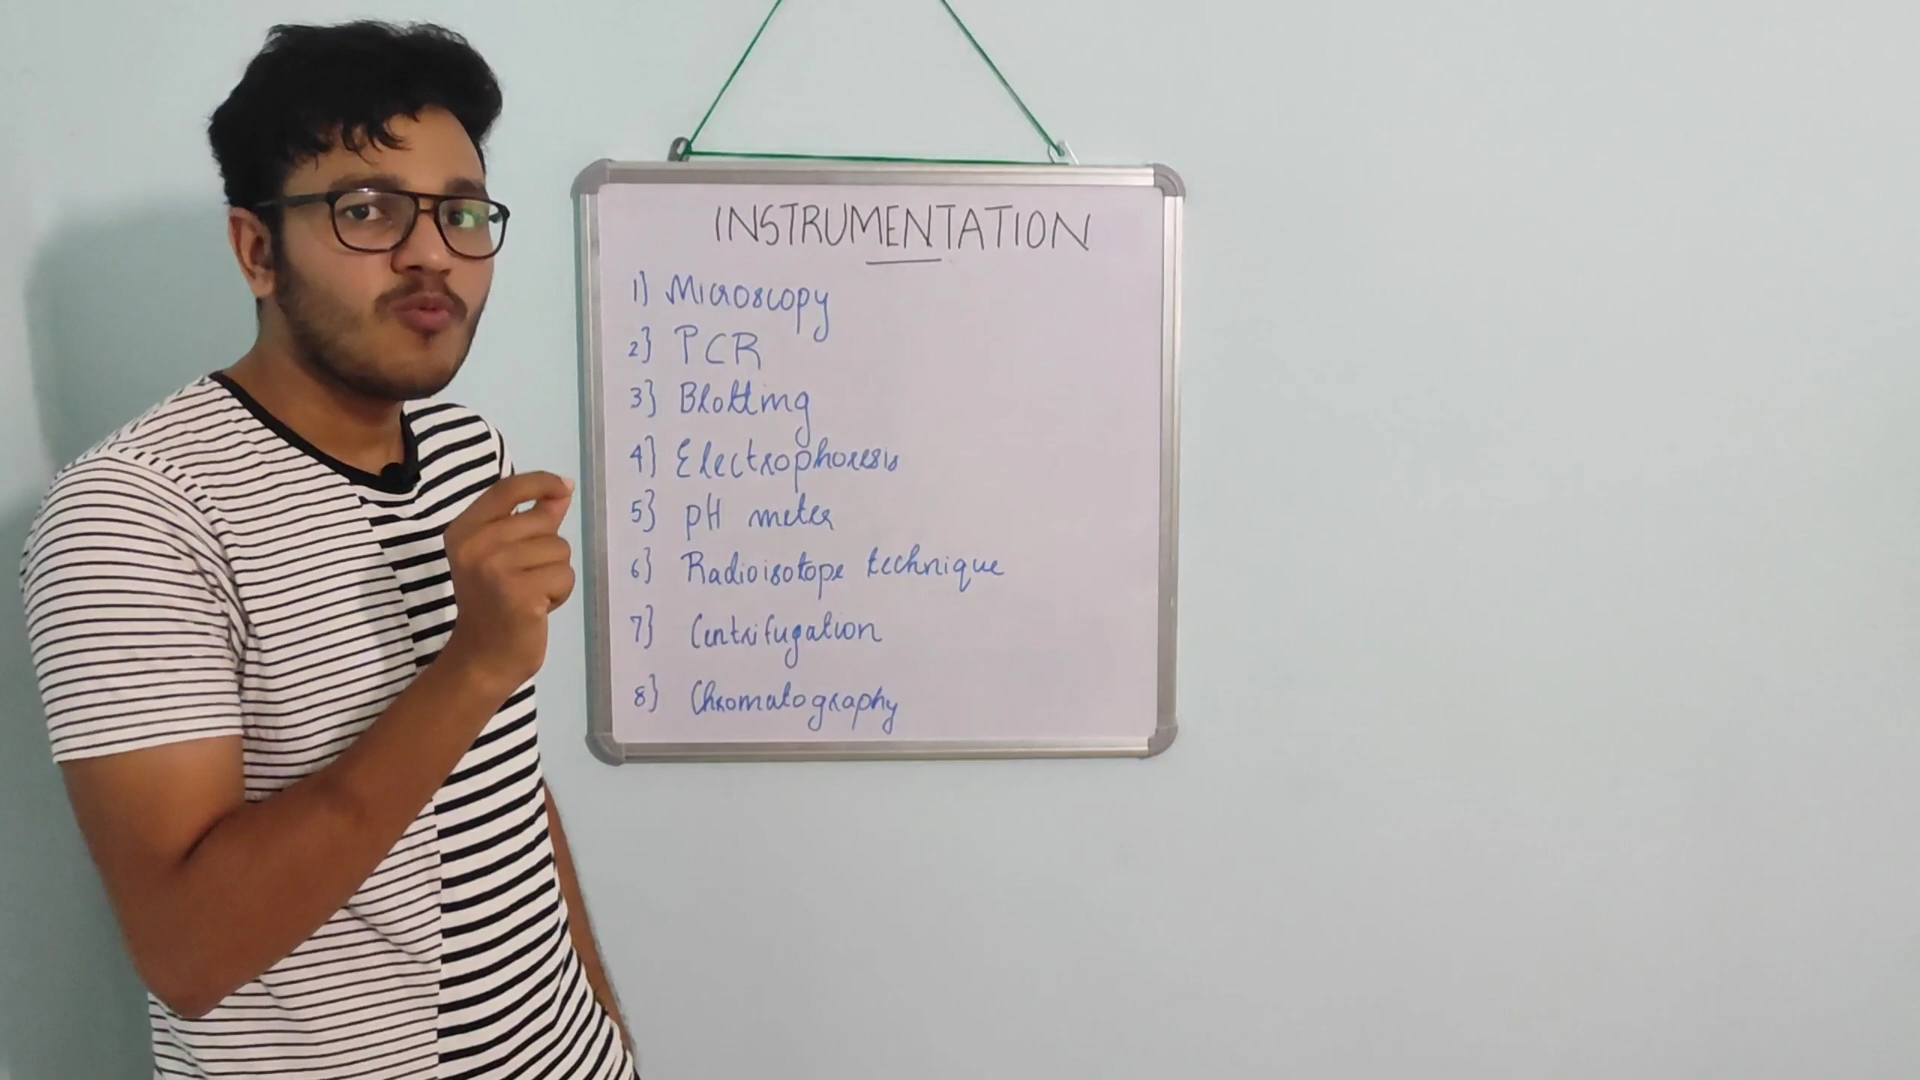 INSTRUMENTATION
1) Microscopy
2) PCR
3) Blotting
4) Electrophoresis
5) pH meter
6) Radioisotope technique
7) Centrifugation
8) Chromatography